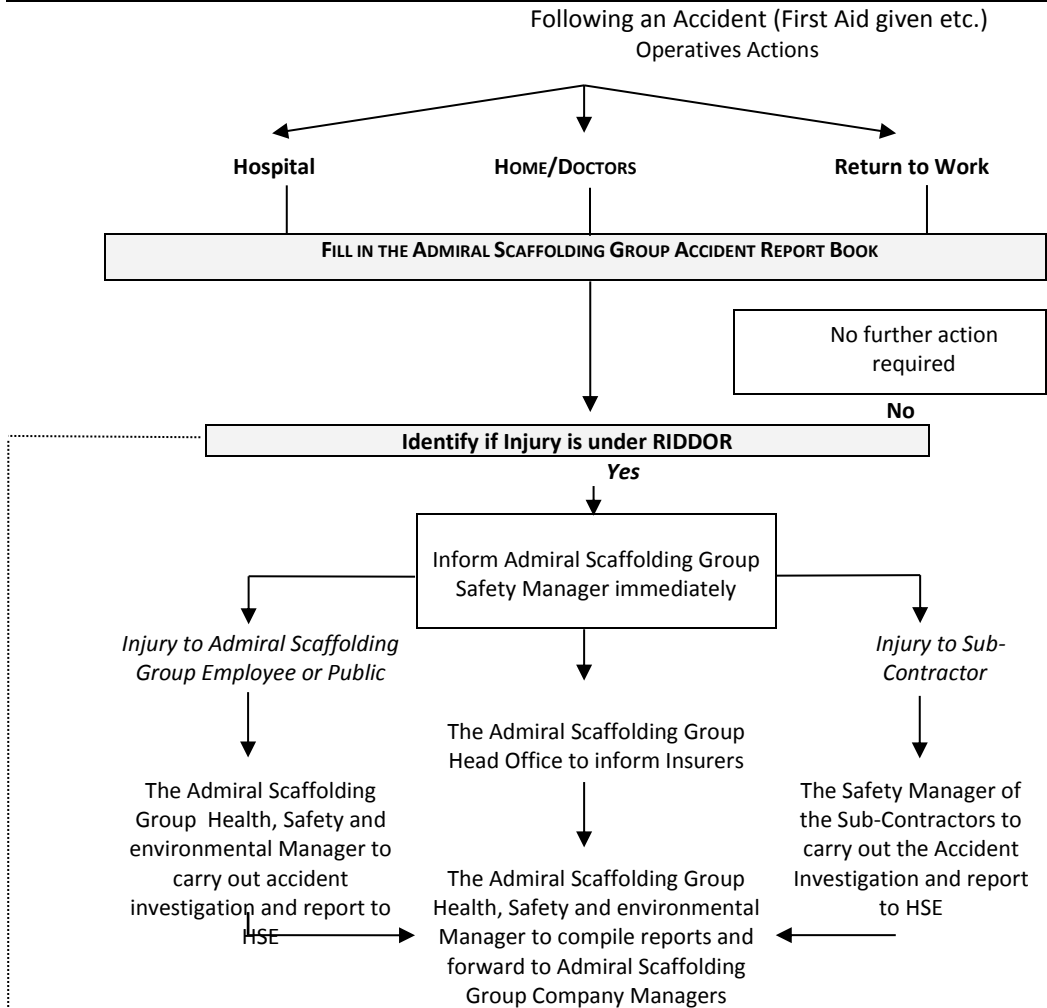 Following an Accident (First Aid given etc.)
Operatives Actions
Hospital
HOME/DOCTORS
Return to Work
FILL IN THE ADMIRAL SCAFFOLDING GROUP ACCIDENT REPORT BOOK
No further action
required
No
Identify if Injury is under RIDDOR
Yes
Inform Admiral Scaffolding Group
Safety Manager immediately
Injury to Admiral Scaffolding
Group Employee or Public
Injury to Sub-
Contractor
The Admiral Scaffolding Group
Head Office to inform Insurers
The Admiral Scaffolding
Group Health, Safety and
environmental Manager to
carry out accident
investigation and report to
HSE
The Safety Manager of
the Sub-Contractors to
carry out the Accident
Investigation and report
to HSE
The Admiral Scaffolding Group
Health, Safety and environmental
Manager to compile reports and
forward to Admiral Scaffolding
Group Company Managers